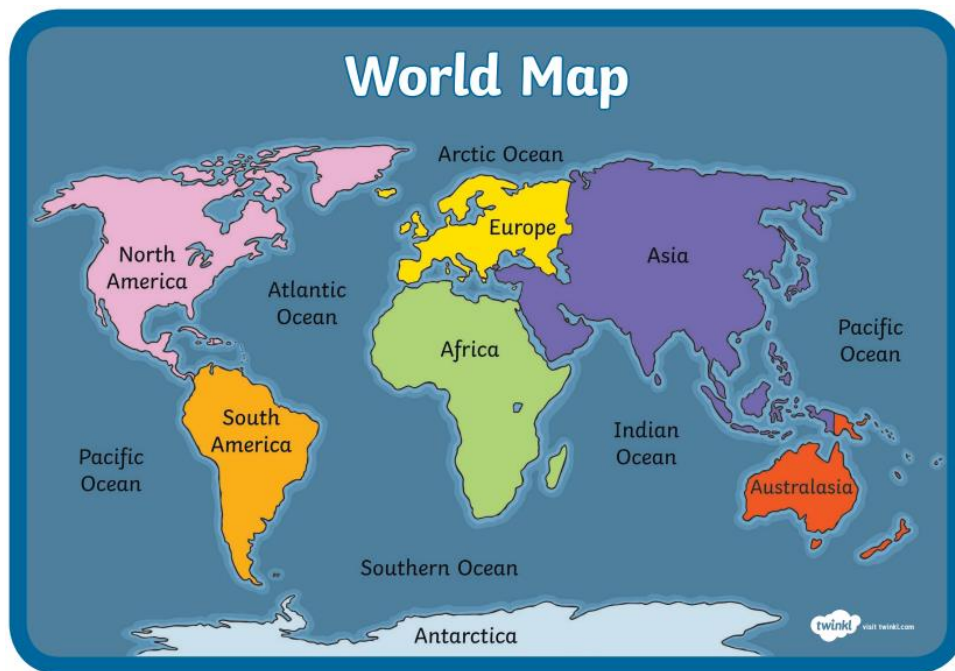 World Map
Arctic Ocean
Europe
North
America
Asia
Atlantic
Ocean
Pacific
Ocean
Africa
South
America
Indian
Ocean
Pacific
Ocean
Australasia
Southern Ocean
Antarctica
twinkl
visit twinkl.com